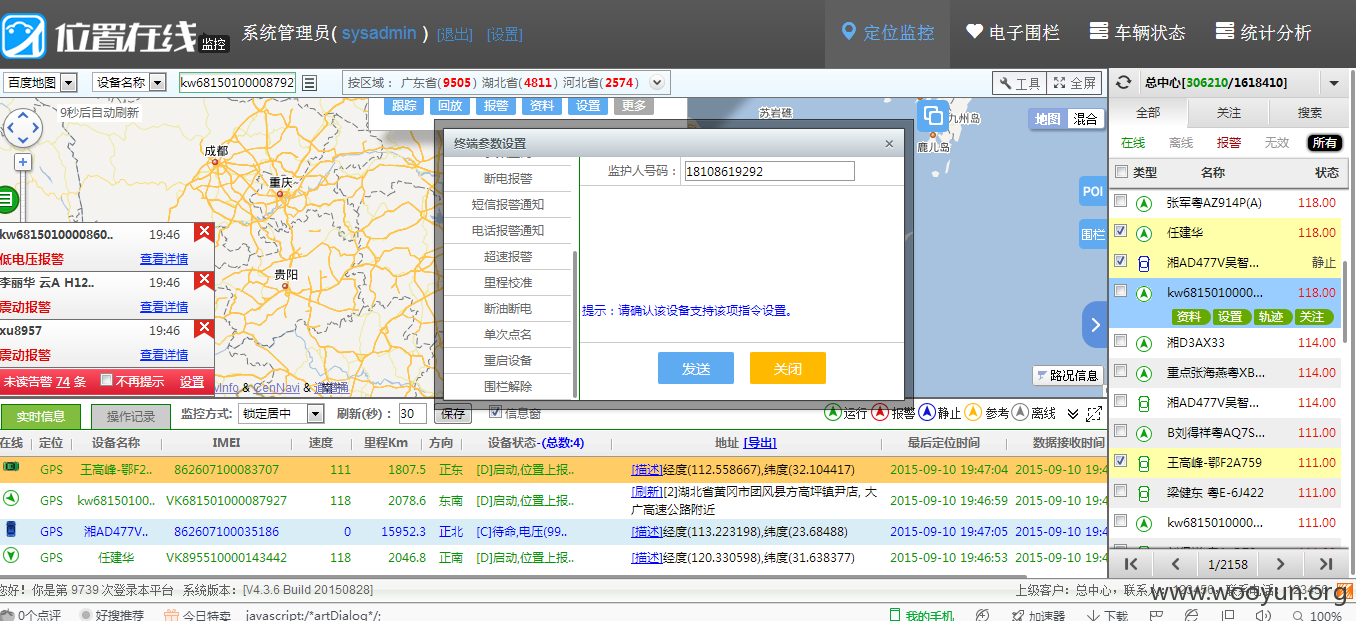 位置在线 监控 系统管理员( sysadmin ) [退出] [设置] 定位监控 电子围栏 车辆状态 统计分析
百度地图 设备名称 kw68150100008792 按区域： 广东省(9505) 湖北省(4811) 河北省(2574) 工具 全屏 总中心[306210/1618410]
9秒后自动刷新 跟踪 回放 报警 资料 设置 更多 苏岩礁 九州岛 地图 混合
全部 关注 搜索
鹿儿岛
在线 离线 报警 无效 所有
类型 名称 状态
成都
重庆
贵阳
POI
围栏
终端参数设置 ×
断电报警
短信报警通知
电话报警通知
超速报警
里程校准
断油断电
单次点名
重启设备
围栏解除
监护人号码： 18108619292
提示：请确认该设备支持该项指令设置。
发送 关闭
张军粤AZ914P(A) 118.00
任建华 118.00
湘AD477V吴智... 静止
kw6815010000... 118.00
资料 设置 轨迹 关注
湘D3AX33 114.00
重点张海燕粤XB... 114.00
湘AD477V吴智... 114.00
B刘得祥粤AQ7S... 111.00
王高峰-鄂F2A759 111.00
梁健东 粤E-6J422 111.00
kw6815010000... 111.00
1/2158
kw6815010000860.. 19:46
低电压报警 查看详情
李丽华 云A H12.. 19:46
震动报警 查看详情
xu8957 19:46
震动报警 查看详情
未读告警 74 条 不再提示 设置
& CenNavi & 道道通
路况信息
实时信息 操作记录 监控方式: 锁定居中 刷新(秒)： 30 保存 信息窗 运行 报警 静止 参考 离线
在线 定位 设备名称 IMEI 速度 里程Km 方向 设备状态-(总数:4) 地址 [导出] 最后定位时间 数据接收时间
GPS 王高峰-鄂F2.. 862607100083707 111 1807.5 正东 [D]启动,位置上报.. [描述]经度(112.558667),纬度(32.104417) 2015-09-10 19:47:04 2015-09-10 19:4
GPS kw68150100.. VK681501000087927 118 2078.6 东南 [D]启动,位置上报.. [刷新][2]湖北省黄冈市团风县方高坪镇尹店, 大
广高速公路附近 2015-09-10 19:46:59 2015-09-10 19:4
GPS 湘AD477V.. 862607100035186 0 15952.3 正北 [C]待命,电压(99.. [描述]经度(113.223198),纬度(23.68488) 2015-09-10 19:47:05 2015-09-10 19:4
GPS 任建华 VK895510000143442 118 2046.8 正南 [D]启动,位置上报.. [描述]经度(120.330598),纬度(31.638377) 2015-09-10 19:46:53 2015-09-10 19:4
您好！你是第 9739 次登录本平台 系统版本：[V4.3.6 Build 20150828] 上级客户：总中心，联系人：123456，联系电话：123456
www.wooyun.org
0个点评 好搜推荐 今日特卖 javascript:/*artDialog*/; 我的手机 加速器 下载 100%